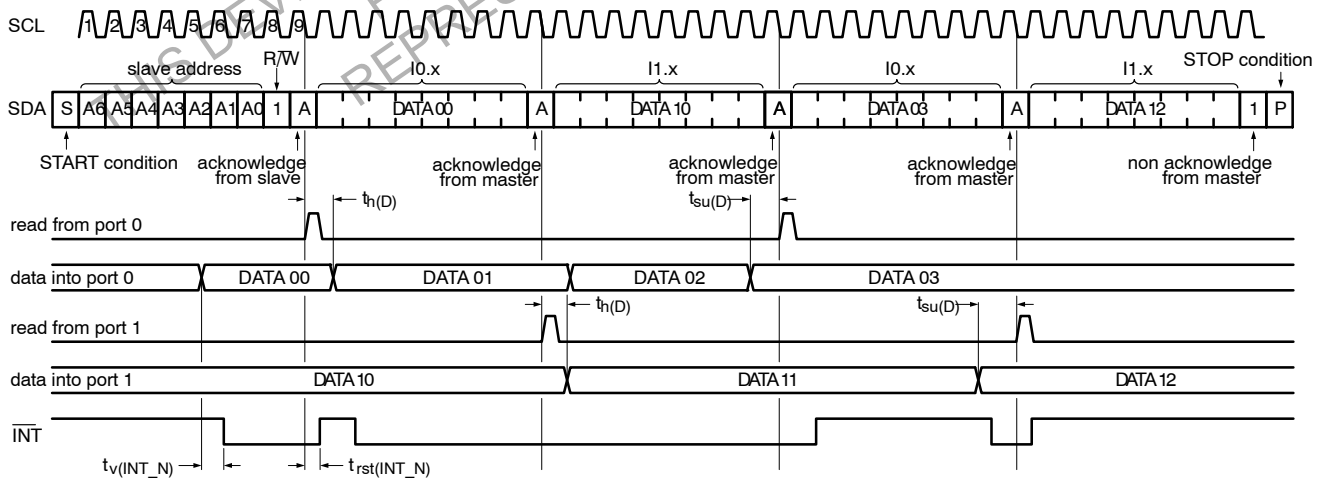 THIS DEV
REPRE
SCL 1 2 3 4 5 6 7 8 9
slave address R/W I0.x I1.x I0.x I1.x STOP condition
SDA S A6 A5 A4 A3 A2 A1 A0 1 A DATA 00 A DATA 10 A DATA 03 A DATA 12 1 P
START condition acknowledge from slave acknowledge from master acknowledge from master acknowledge from master non acknowledge from master
th(D) tsu(D)
read from port 0
data into port 0 DATA 00 DATA 01 DATA 02 DATA 03
th(D) tsu(D)
read from port 1
data into port 1 DATA 10 DATA 11 DATA 12
INT
tv(INT_N) trst(INT_N)